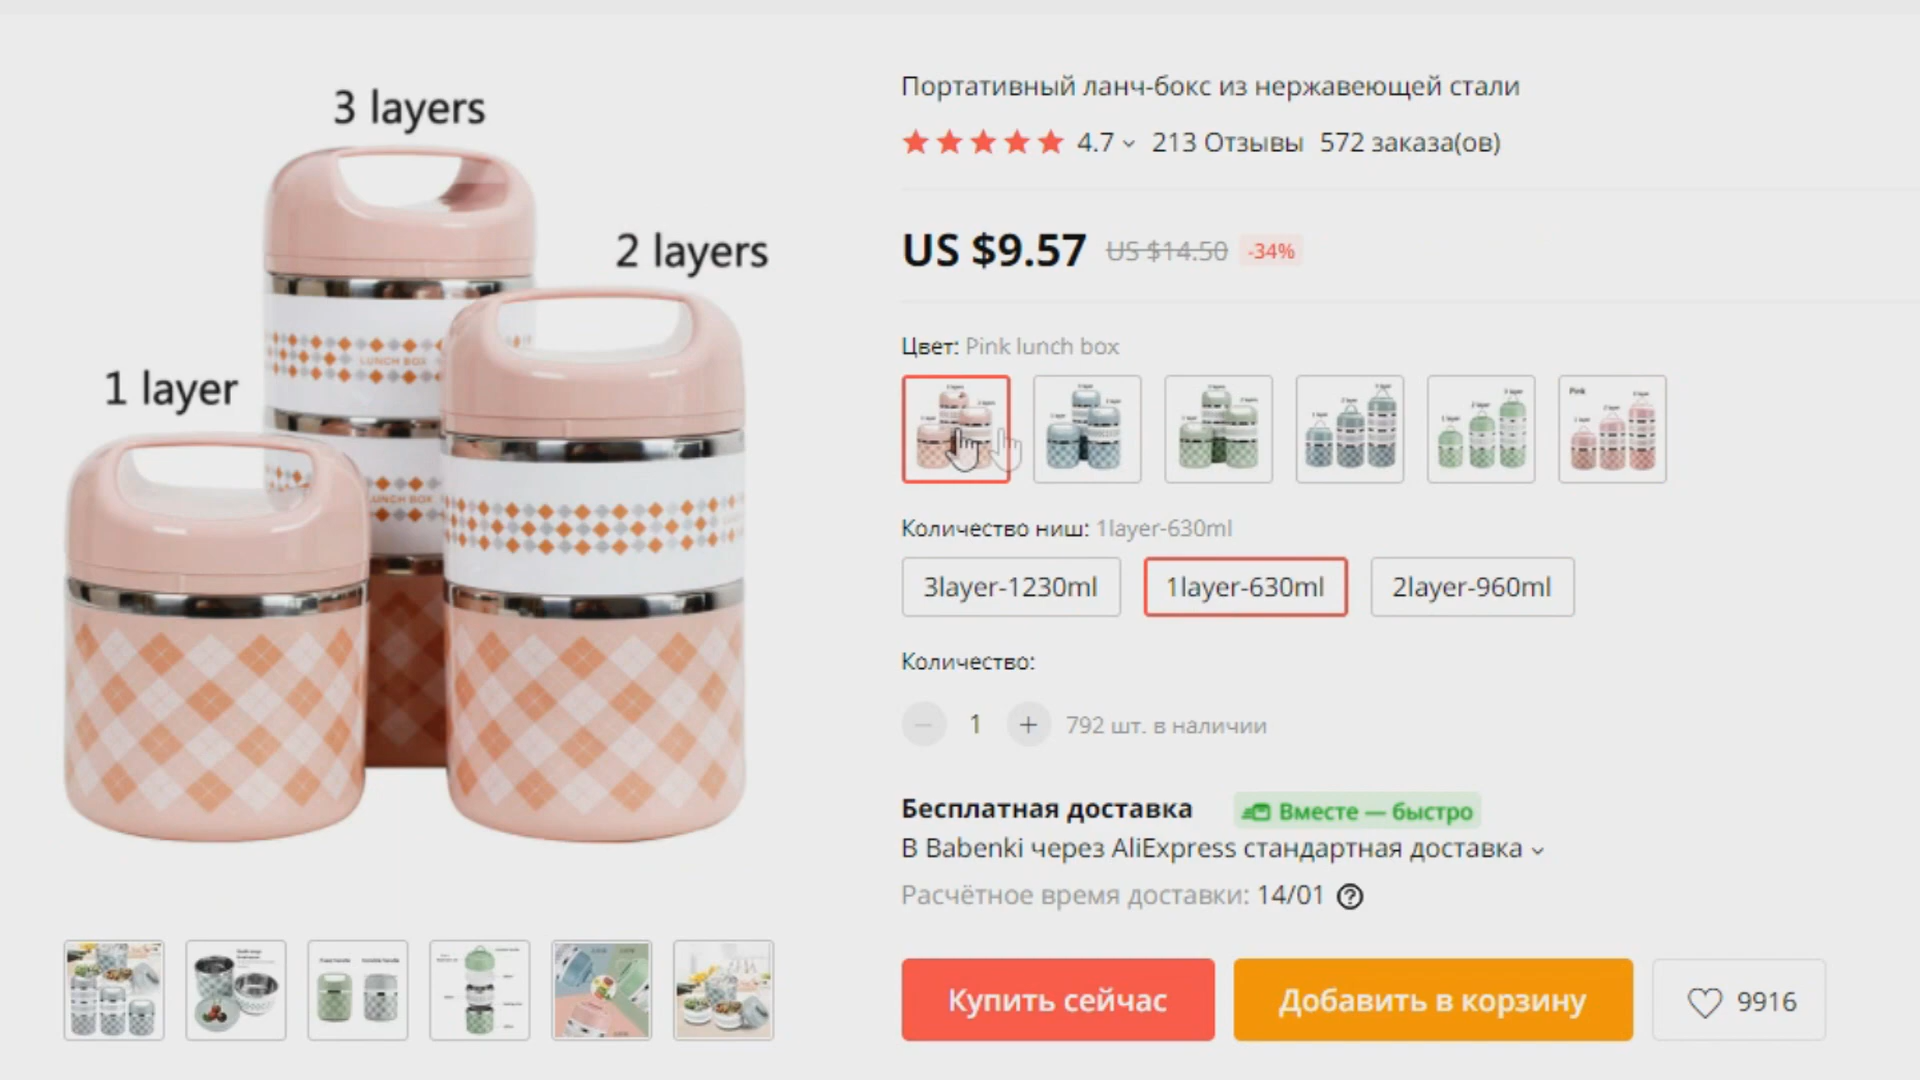 3 layers
2 layers
1 layer
LUNCH BOX
Портативный ланч-бокс из нержавеющей стали
4.7 213 Отзывы 572 заказа(ов)
US $9.57 US $14.50 -34%
Цвет: Pink lunch box
Количество ниш: 1layer-630ml
3layer-1230ml 1layer-630ml 2layer-960ml
Количество:
− 1 + 792 шт. в наличии
Бесплатная доставка Вместе — быстро
В Babenki через AliExpress стандартная доставка
Расчётное время доставки: 14/01 ?
Купить сейчас Добавить в корзину 9916